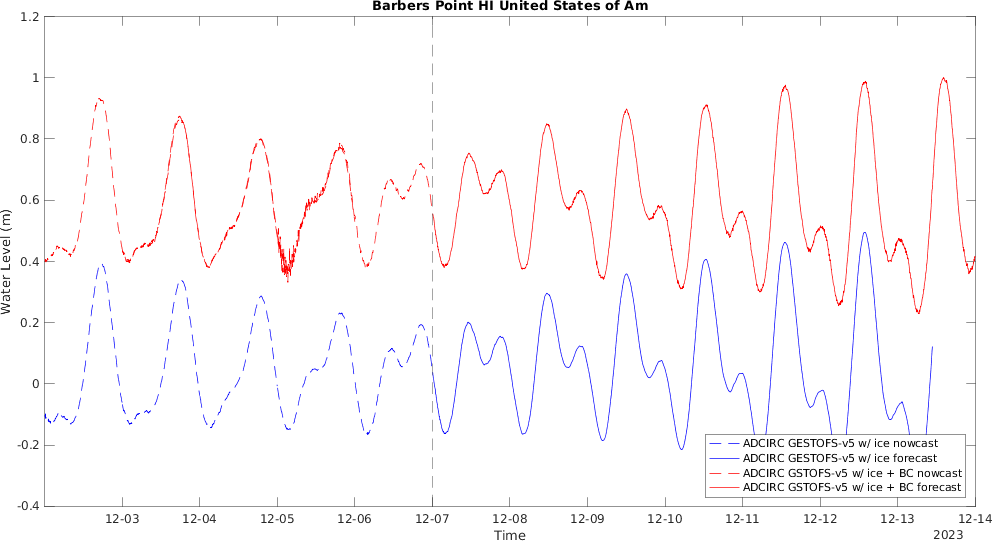 Barbers Point HI United States of Am
Water Level (m)
1.2
1
0.8
0.6
0.4
0.2
0
-0.2
-0.4
ADCIRC GESTOFS-v5 w/ ice nowcast
ADCIRC GESTOFS-v5 w/ ice forecast
ADCIRC GSTOFS-v5 w/ ice + BC nowcast
ADCIRC GSTOFS-v5 w/ ice + BC forecast
12-03 12-04 12-05 12-06 12-07 12-08 12-09 12-10 12-11 12-12 12-13 12-14
Time
2023